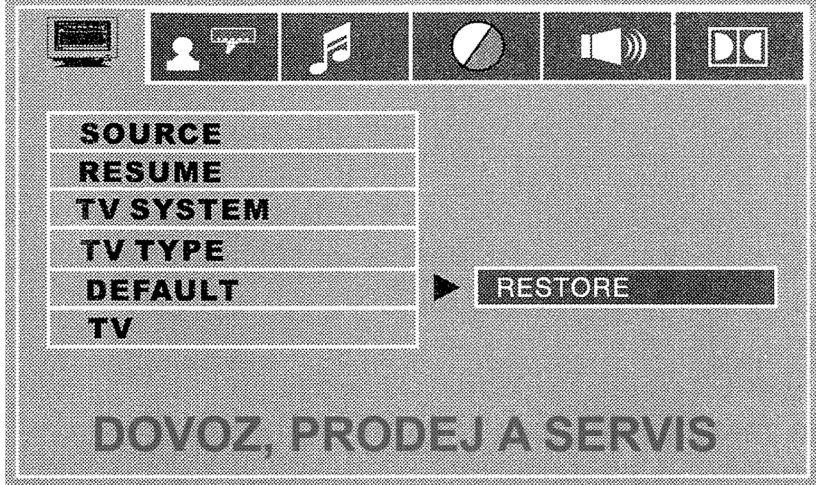 SOURCE
RESUME
TV SYSTEM
TV TYPE
DEFAULT
RESTORE
TV
DOVOZ, PRODEJ A SERVIS